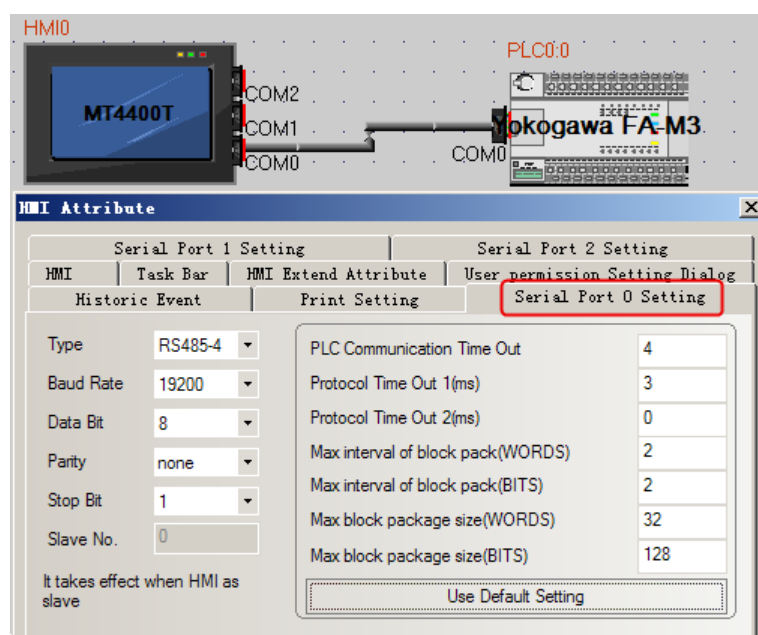 HMI0
PLC0:0
MT4400T
COM2
COM1
COM0
COM0
Yokogawa FA-M3
HMI Attribute
Serial Port 1 Setting
Serial Port 2 Setting
HMI
Task Bar
HMI Extend Attribute
User permission Setting Dialog
Historic Event
Print Setting
Serial Port 0 Setting
Type
RS485-4
Baud Rate
19200
Data Bit
8
Parity
none
Stop Bit
1
Slave No.
0
It takes effect when HMI as
slave
PLC Communication Time Out
4
Protocol Time Out 1(ms)
3
Protocol Time Out 2(ms)
0
Max interval of block pack(WORDS)
2
Max interval of block pack(BITS)
2
Max block package size(WORDS)
32
Max block package size(BITS)
128
Use Default Setting